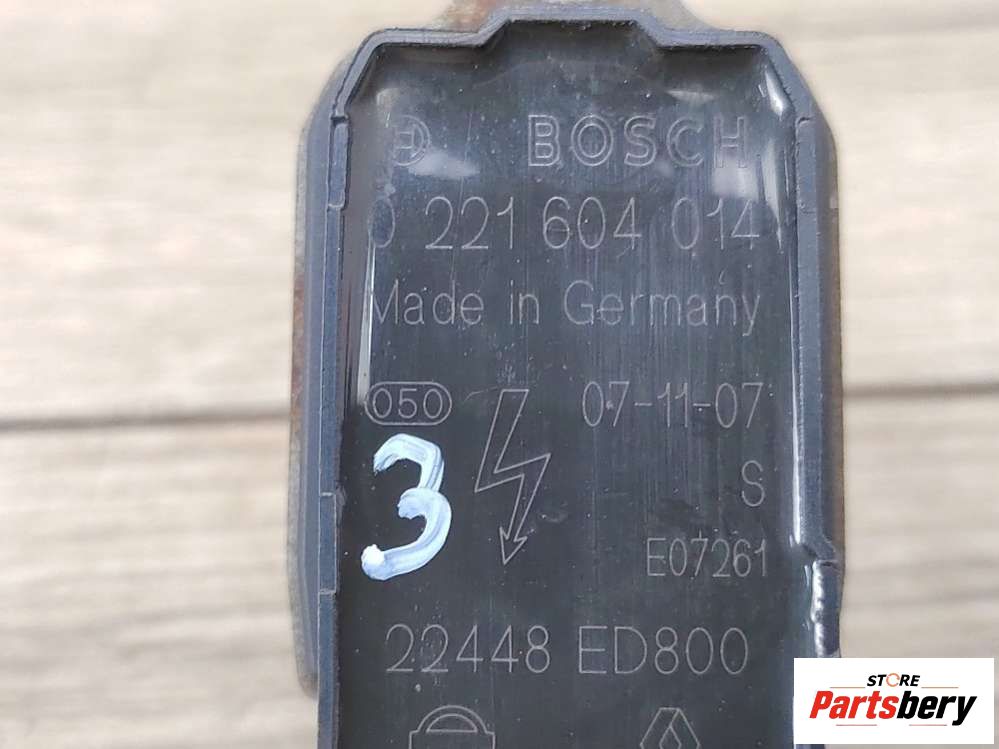 BOSCH
0 221 604 014
Made in Germany
050
07-11-07
3
S
E07261
22448 ED800
STORE
Partsbery